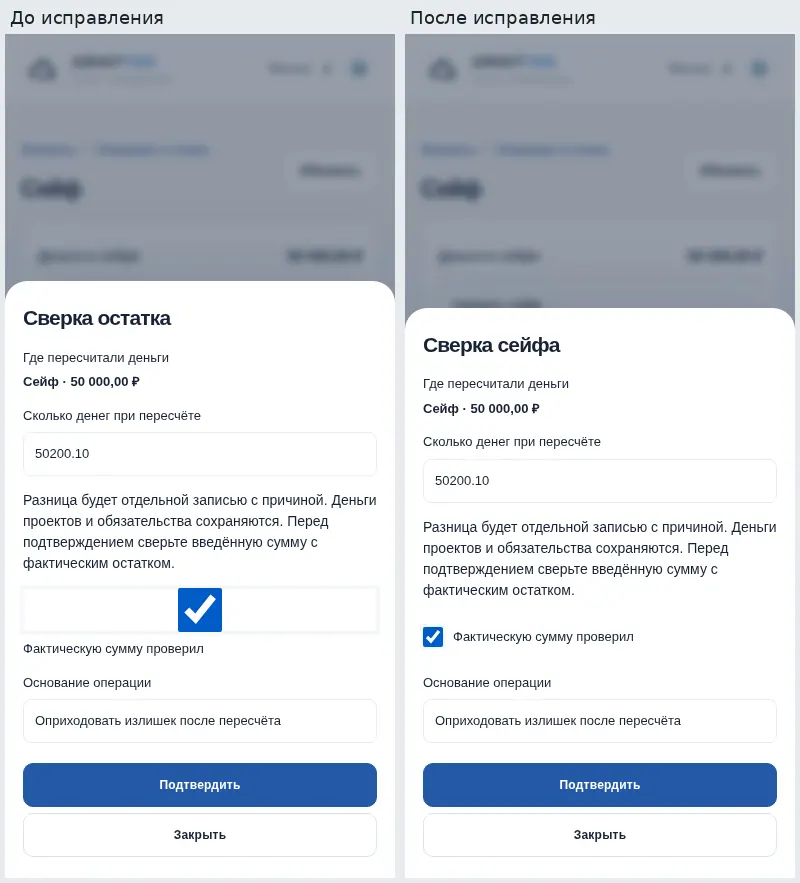 До исправления
Сейф
Сверка остатка
Где пересчитали деньги
Сейф · 50 000,00 ₽
Сколько денег при пересчёте
50200.10
Разница будет отдельной записью с причиной. Деньги
проектов и обязательства сохраняются. Перед
подтверждением сверьте введённую сумму с
фактическим остатком.
Фактическую сумму проверил
Основание операции
Оприходовать излишек после пересчёта
Подтвердить
Закрыть
После исправления
Сейф
Сверка сейфа
Где пересчитали деньги
Сейф · 50 000,00 ₽
Сколько денег при пересчёте
50200.10
Разница будет отдельной записью с причиной. Деньги
проектов и обязательства сохраняются. Перед
подтверждением сверьте введённую сумму с
фактическим остатком.
Фактическую сумму проверил
Основание операции
Оприходовать излишек после пересчёта
Подтвердить
Закрыть